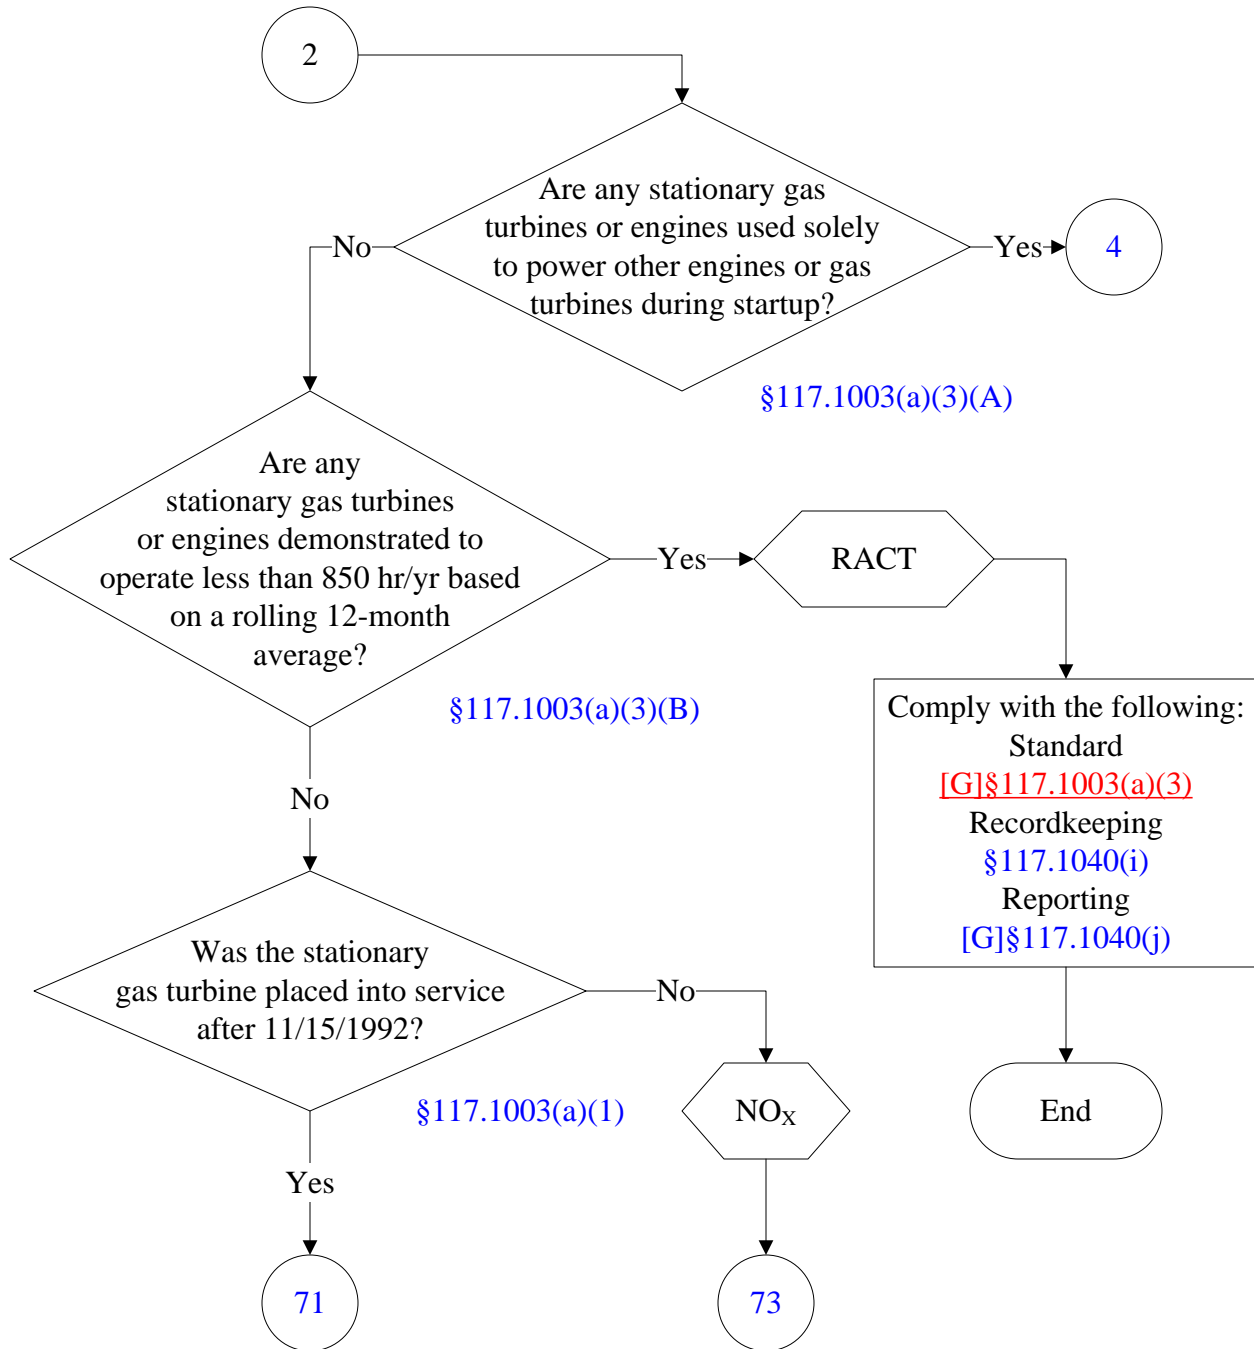 2
Are any stationary gas
turbines or engines used solely
to power other engines or gas
turbines during startup?
No
Yes
4
§117.1003(a)(3)(A)
Are any
stationary gas turbines
or engines demonstrated to
operate less than 850 hr/yr based
on a rolling 12-month
average?
Yes
RACT
§117.1003(a)(3)(B)
Comply with the following:
Standard
[G]§117.1003(a)(3)
Recordkeeping
§117.1040(i)
Reporting
[G]§117.1040(j)
No
Was the stationary
gas turbine placed into service
after 11/15/1992?
No
§117.1003(a)(1)
NOX
End
Yes
71
73